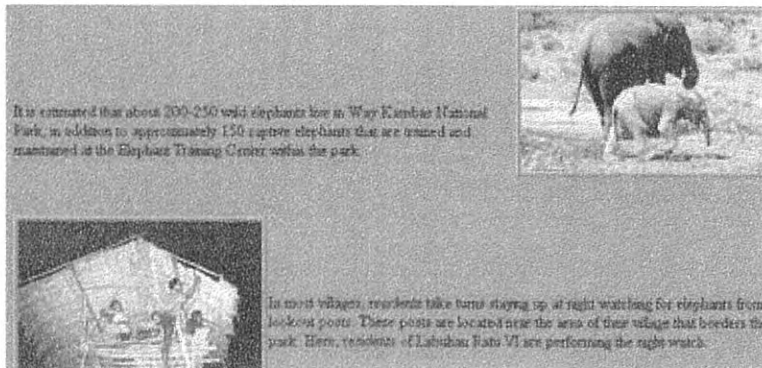 It is estimated that about 200-250 wild elephants live in Way Kambas National
Park, in addition to approximately 150 captive elephants that are trained and
maintained at the Elephant Training Center within the park.
In most villages, residents take turns staying up at night watching for elephants from
lookout posts. These posts are located near the area of their village that borders the
park. Here, residents of Labuhan Ratu VI are performing the night watch.